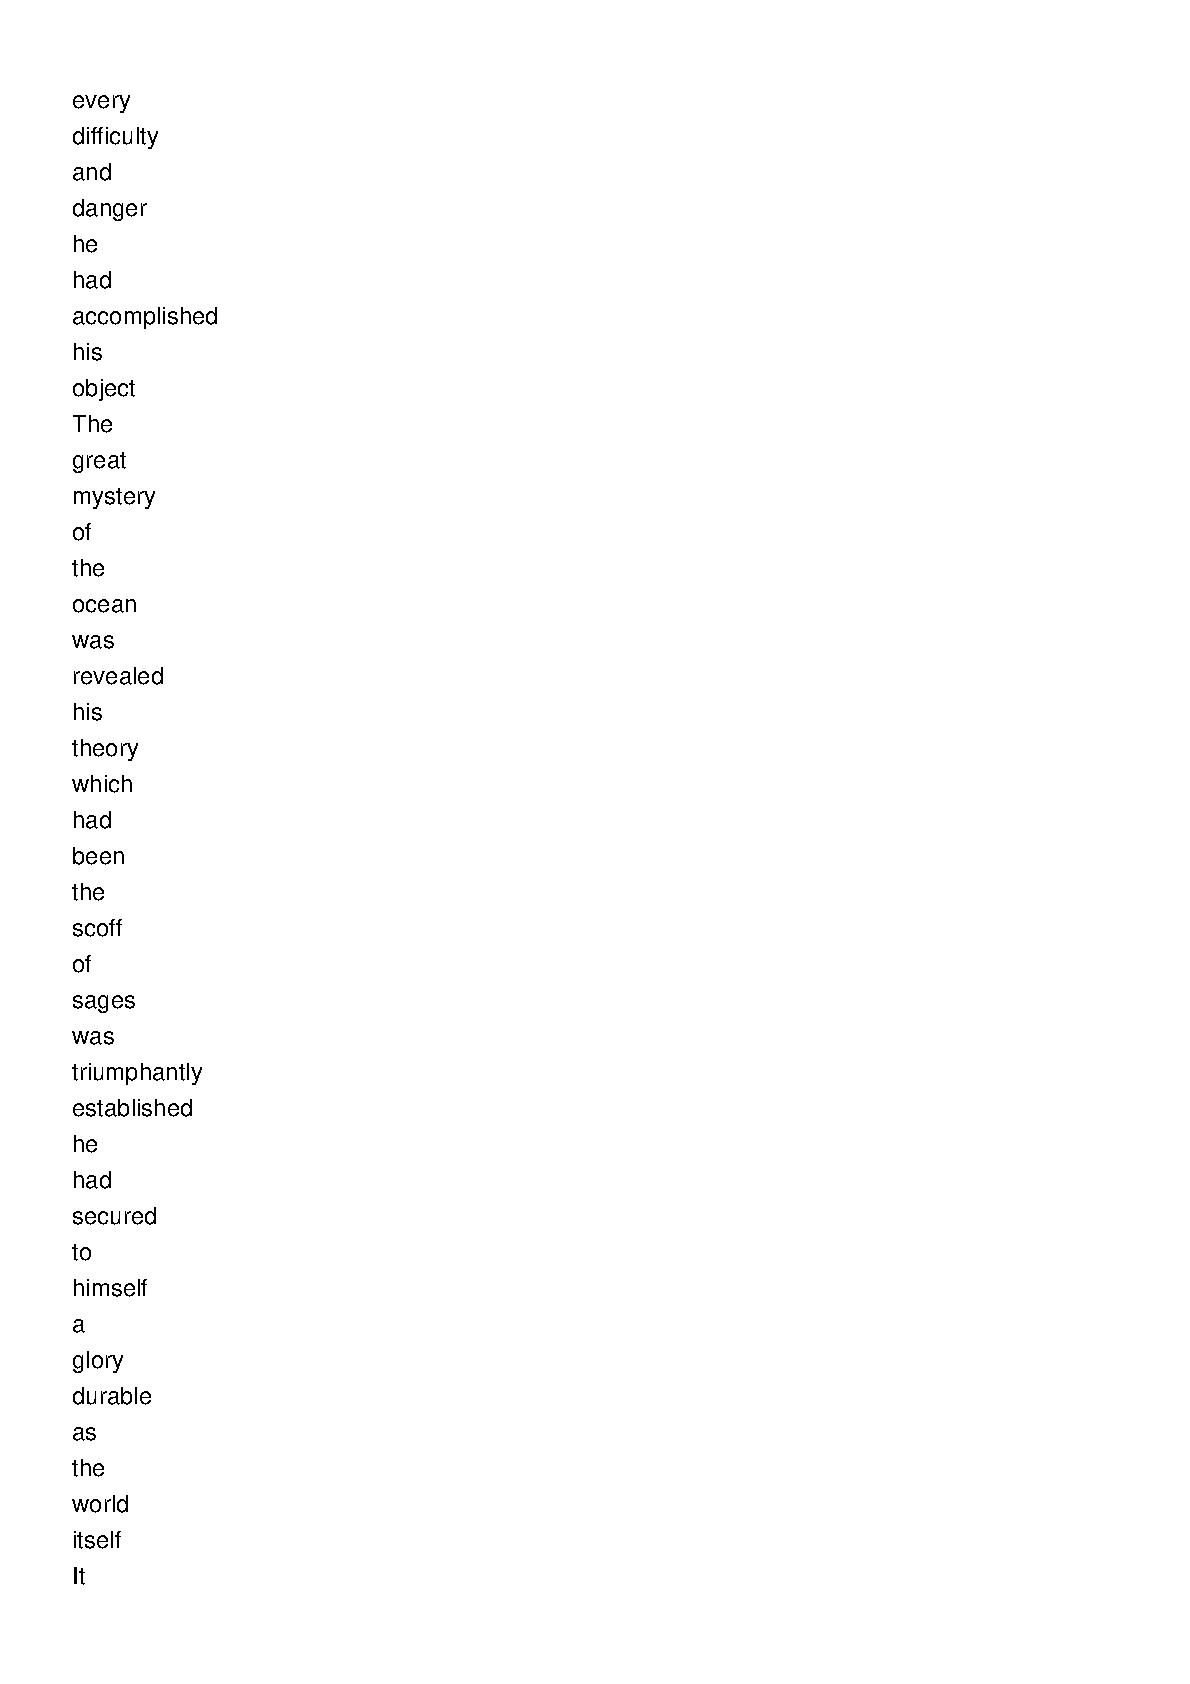 every
difficulty
and
danger
he
had
accomplished
his
object
The
great
mystery
of
the
ocean
was
revealed
his
theory
which
had
been
the
scoff
of
sages
was
triumphantly
established
he
had
secured
to
himself
a
glory
durable
as
the
world
itself
It